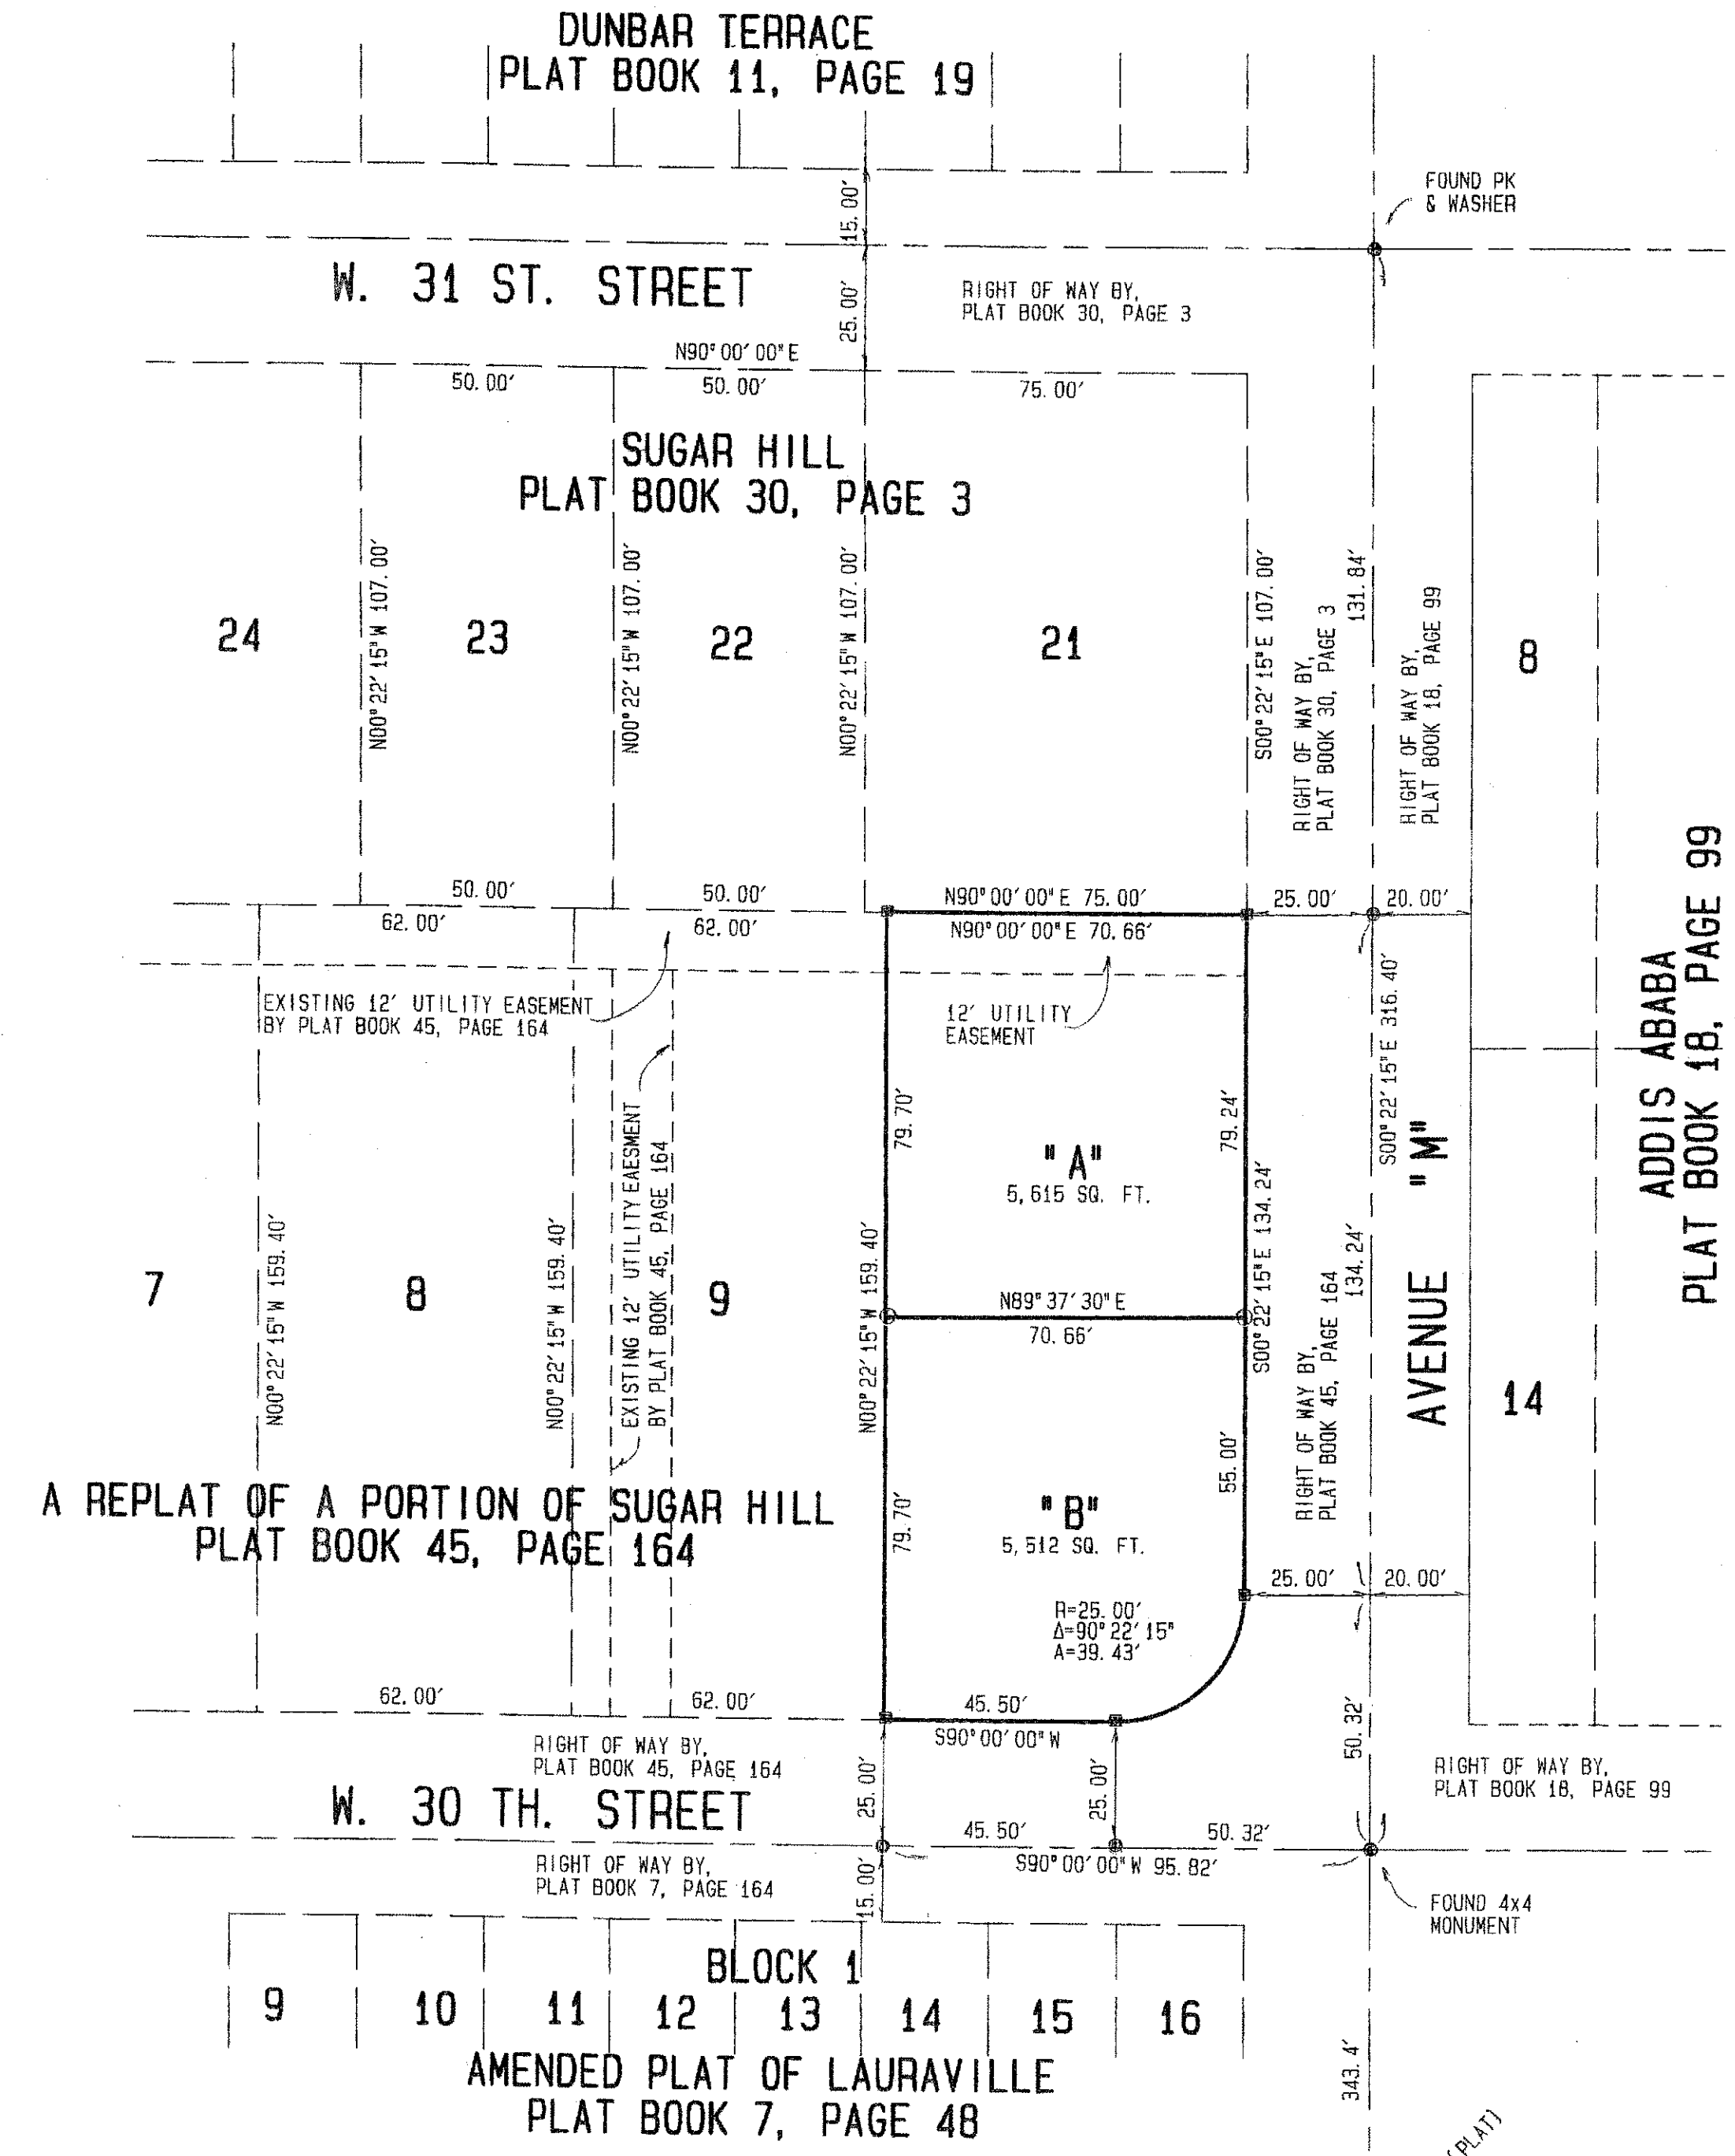 DUNBAR TERRACE
PLAT BOOK 11, PAGE 19
FOUND PK
& WASHER
15.00'
W. 31 ST. STREET
25.00'
RIGHT OF WAY BY,
PLAT BOOK 30, PAGE 3
N90°00'00"E
50.00'
50.00'
75.00'
SUGAR HILL
PLAT BOOK 30, PAGE 3
24
N00°22'15"W 107.00'
23
N00°22'15"W 107.00'
22
N00°22'15"W 107.00'
21
S00°22'15"E 107.00'
RIGHT OF WAY BY,
PLAT BOOK 30, PAGE 3
131.84'
RIGHT OF WAY BY,
PLAT BOOK 18, PAGE 99
8
50.00'
50.00'
N90°00'00"E 75.00'
25.00'
20.00'
62.00'
62.00'
N90°00'00"E 70.66'
EXISTING 12' UTILITY EASEMENT
BY PLAT BOOK 45, PAGE 164
12' UTILITY
EASEMENT
S00°22'15"E 316.40'
ADDIS ABABA
PLAT BOOK 18, PAGE 99
EXISTING 12' UTILITY EAESMENT
BY PLAT BOOK 45, PAGE 164
79.70'
"A"
5,615 SQ. FT.
79.24'
S00°22'15"E 134.24'
AVENUE "M"
7
N00°22'15"W 159.40'
8
N00°22'15"W 159.40'
9
N00°22'15"W 159.40'
N89°37'30"E
70.66'
RIGHT OF WAY BY,
PLAT BOOK 45, PAGE 164
134.24'
14
A REPLAT OF A PORTION OF SUGAR HILL
PLAT BOOK 45, PAGE 164
79.70'
"B"
5,512 SQ. FT.
55.00'
25.00'
20.00'
R=25.00'
Δ=90°22'15"
A=39.43'
62.00'
62.00'
45.50'
S90°00'00"W
50.32'
RIGHT OF WAY BY,
PLAT BOOK 45, PAGE 164
RIGHT OF WAY BY,
PLAT BOOK 18, PAGE 99
W. 30 TH. STREET
25.00'
25.00'
45.50'
50.32'
S90°00'00"W 95.82'
RIGHT OF WAY BY,
PLAT BOOK 7, PAGE 164
15.00'
FOUND 4x4
MONUMENT
BLOCK 1
9
10
11
12
13
14
15
16
343.4'
AMENDED PLAT OF LAURAVILLE
PLAT BOOK 7, PAGE 48
(PLAT)